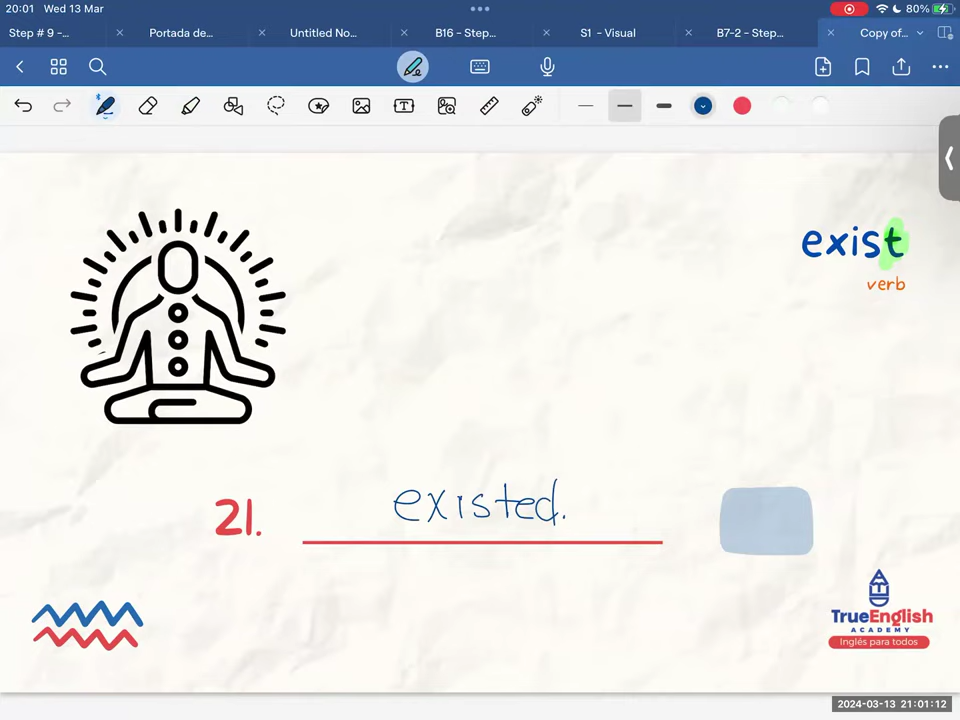 20:01 Wed 13 Mar
80%
Step # 9 -...
Portada de...
Untitled No...
B16 - Step...
S1 - Visual
B7-2 - Step...
Copy of...
exist
verb
21. existed.
TrueEnglish
ACADEMY
Inglés para todos
2024-03-13 21:01:12